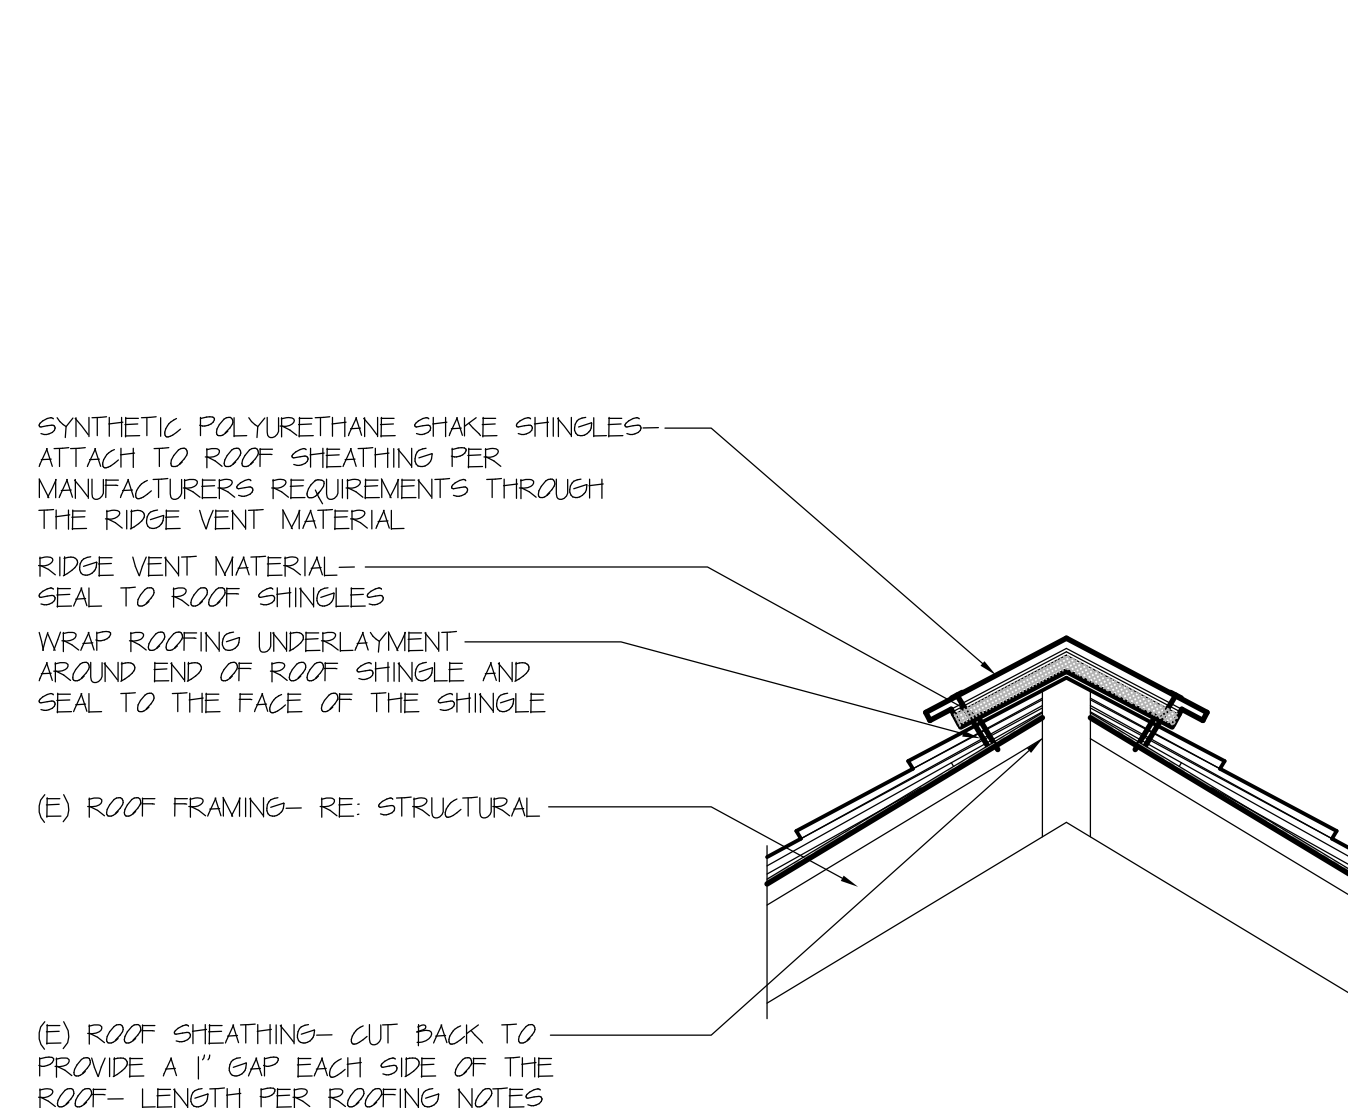 SYNTHETIC POLYURETHANE SHAKE SHINGLES-
ATTACH TO ROOF SHEATHING PER
MANUFACTURERS REQUIREMENTS THROUGH
THE RIDGE VENT MATERIAL
RIDGE VENT MATERIAL-
SEAL TO ROOF SHINGLES
WRAP ROOFING UNDERLAYMENT
AROUND END OF ROOF SHINGLE AND
SEAL TO THE FACE OF THE SHINGLE
(E) ROOF FRAMING- RE: STRUCTURAL
(E) ROOF SHEATHING- CUT BACK TO
PROVIDE A 1" GAP EACH SIDE OF THE
ROOF- LENGTH PER ROOFING NOTES